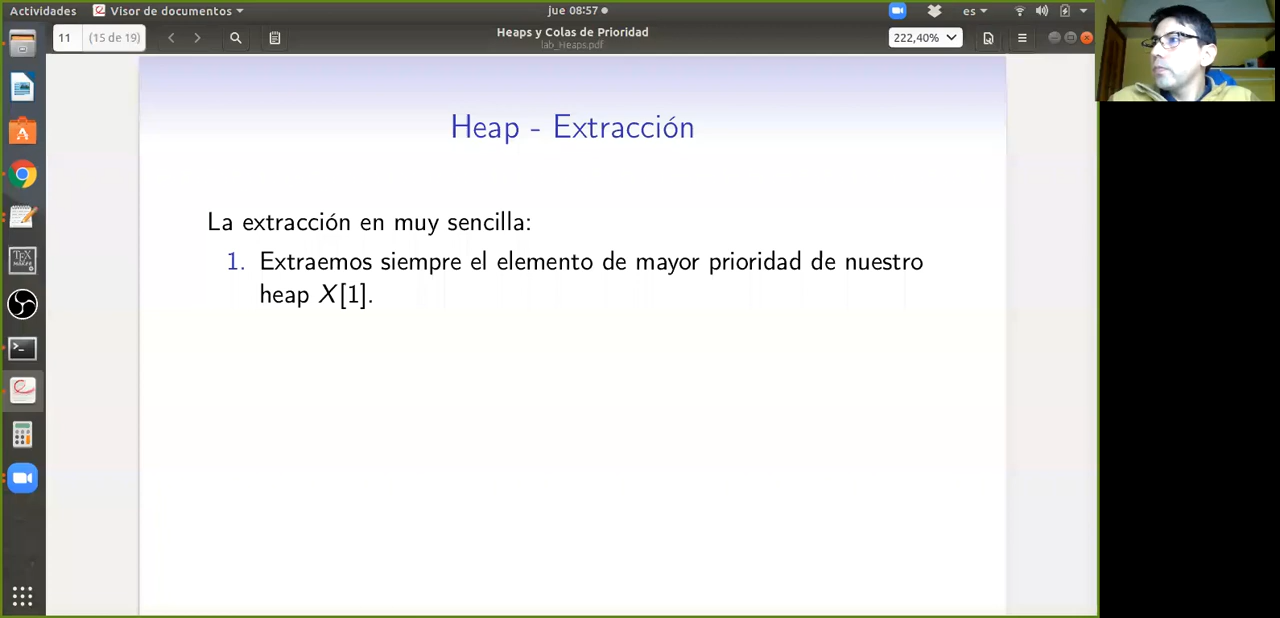 Actividades
Visor de documentos
jue 08:57
es
11
(15 de 19)
Heaps y Colas de Prioridad
lab_Heaps.pdf
222,40%
Heap - Extracción
La extracción en muy sencilla:
1. Extraemos siempre el elemento de mayor prioridad de nuestro
heap X[1].